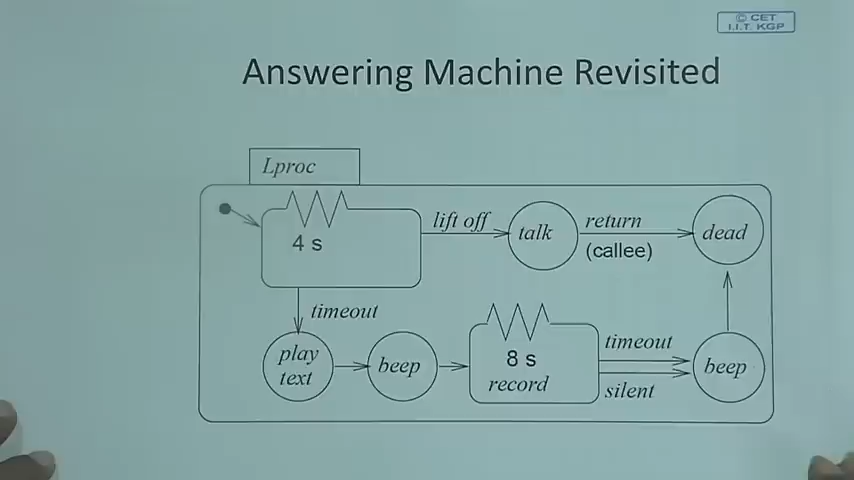 © CET
I.I.T. KGP
Answering Machine Revisited
Lproc
4 s
lift off
talk
return
(callee)
dead
timeout
play
text
beep
8 s
record
timeout
silent
beep